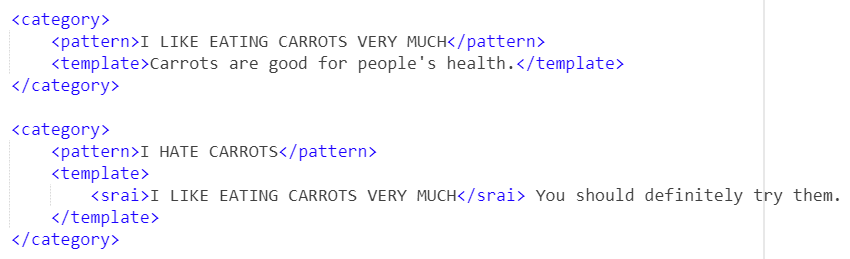 <category>
<pattern>I LIKE EATING CARROTS VERY MUCH</pattern>
<template>Carrots are good for people's health.</template>
</category>
<category>
<pattern>I HATE CARROTS</pattern>
<template>
<srai>I LIKE EATING CARROTS VERY MUCH</srai> You should definitely try them.
</template>
</category>